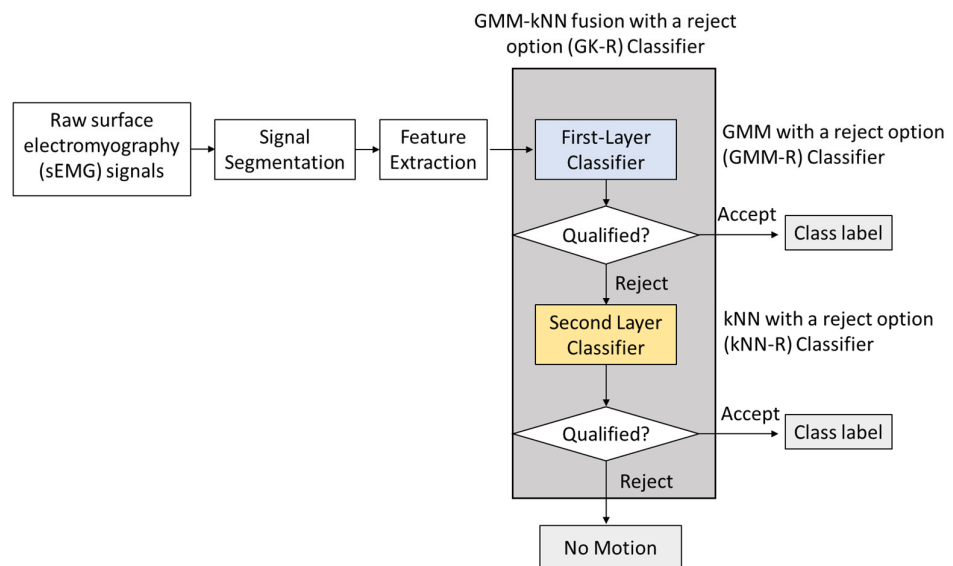 GMM-kNN fusion with a reject
option (GK-R) Classifier
Raw surface
electromyography
(sEMG) signals
Signal
Segmentation
Feature
Extraction
First-Layer
Classifier
GMM with a reject option
(GMM-R) Classifier
Qualified?
Accept
Class label
Reject
Second Layer
Classifier
kNN with a reject option
(kNN-R) Classifier
Qualified?
Accept
Class label
Reject
No Motion